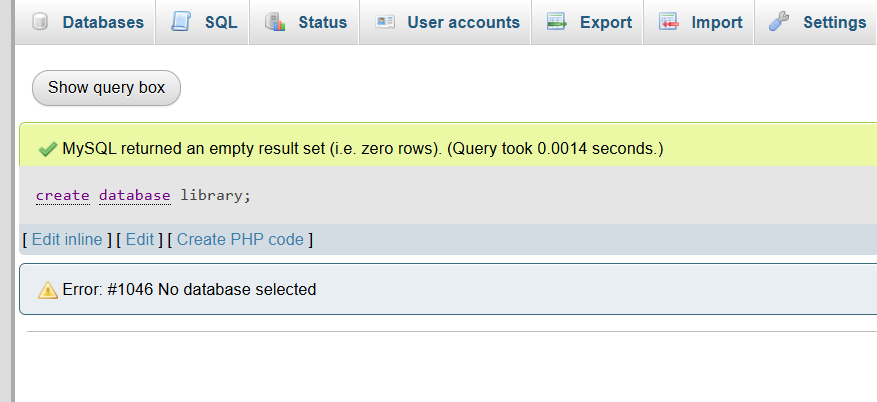 Databases SQL Status User accounts Export Import Settings
Show query box
MySQL returned an empty result set (i.e. zero rows). (Query took 0.0014 seconds.)
create database library;
[ Edit inline ] [ Edit ] [ Create PHP code ]
Error: #1046 No database selected